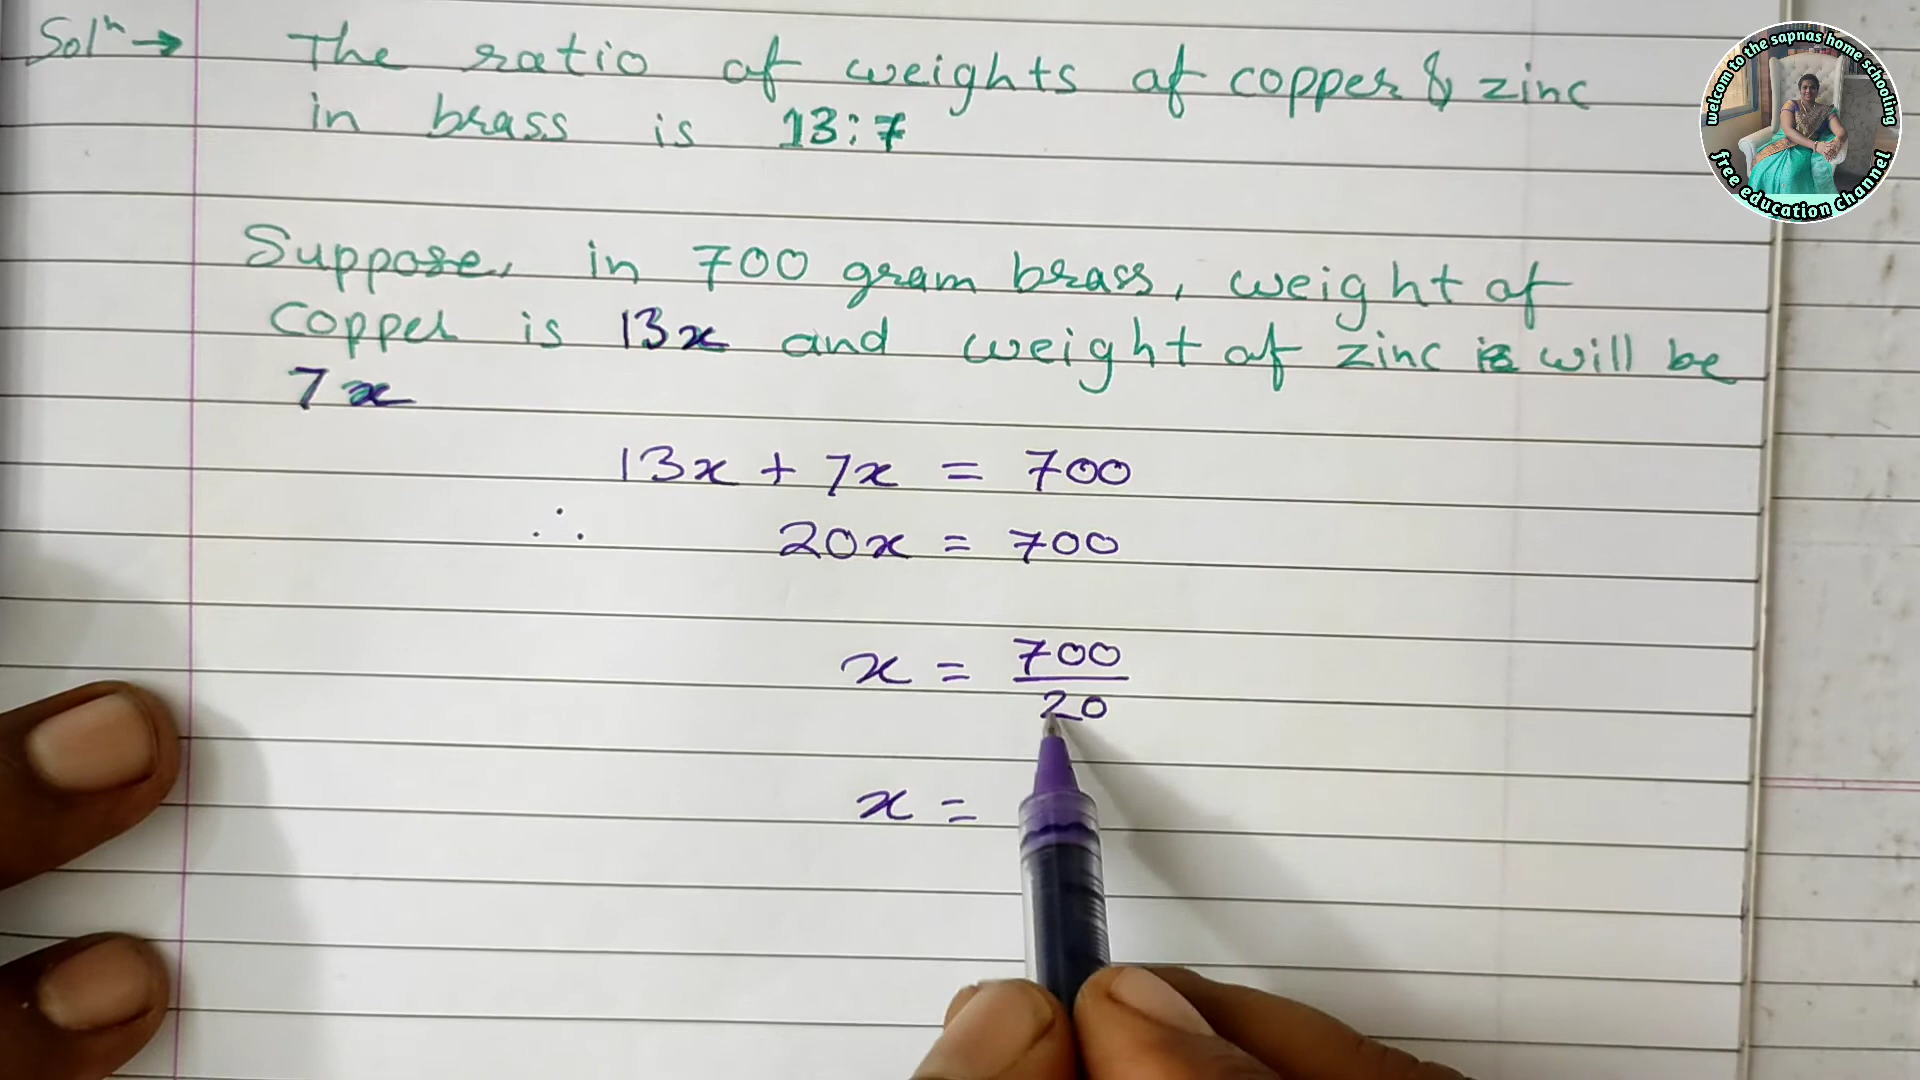 Solⁿ → The ratio of weights of copper & zinc
in brass is 13:7
Suppose, in 700 gram brass, weight of
Copper is 13x and weight of zinc is will be
7x
13x + 7x = 700
∴ 20x = 700
x = 700/20
x =
welcom to the sapnas home schooling
free education channel